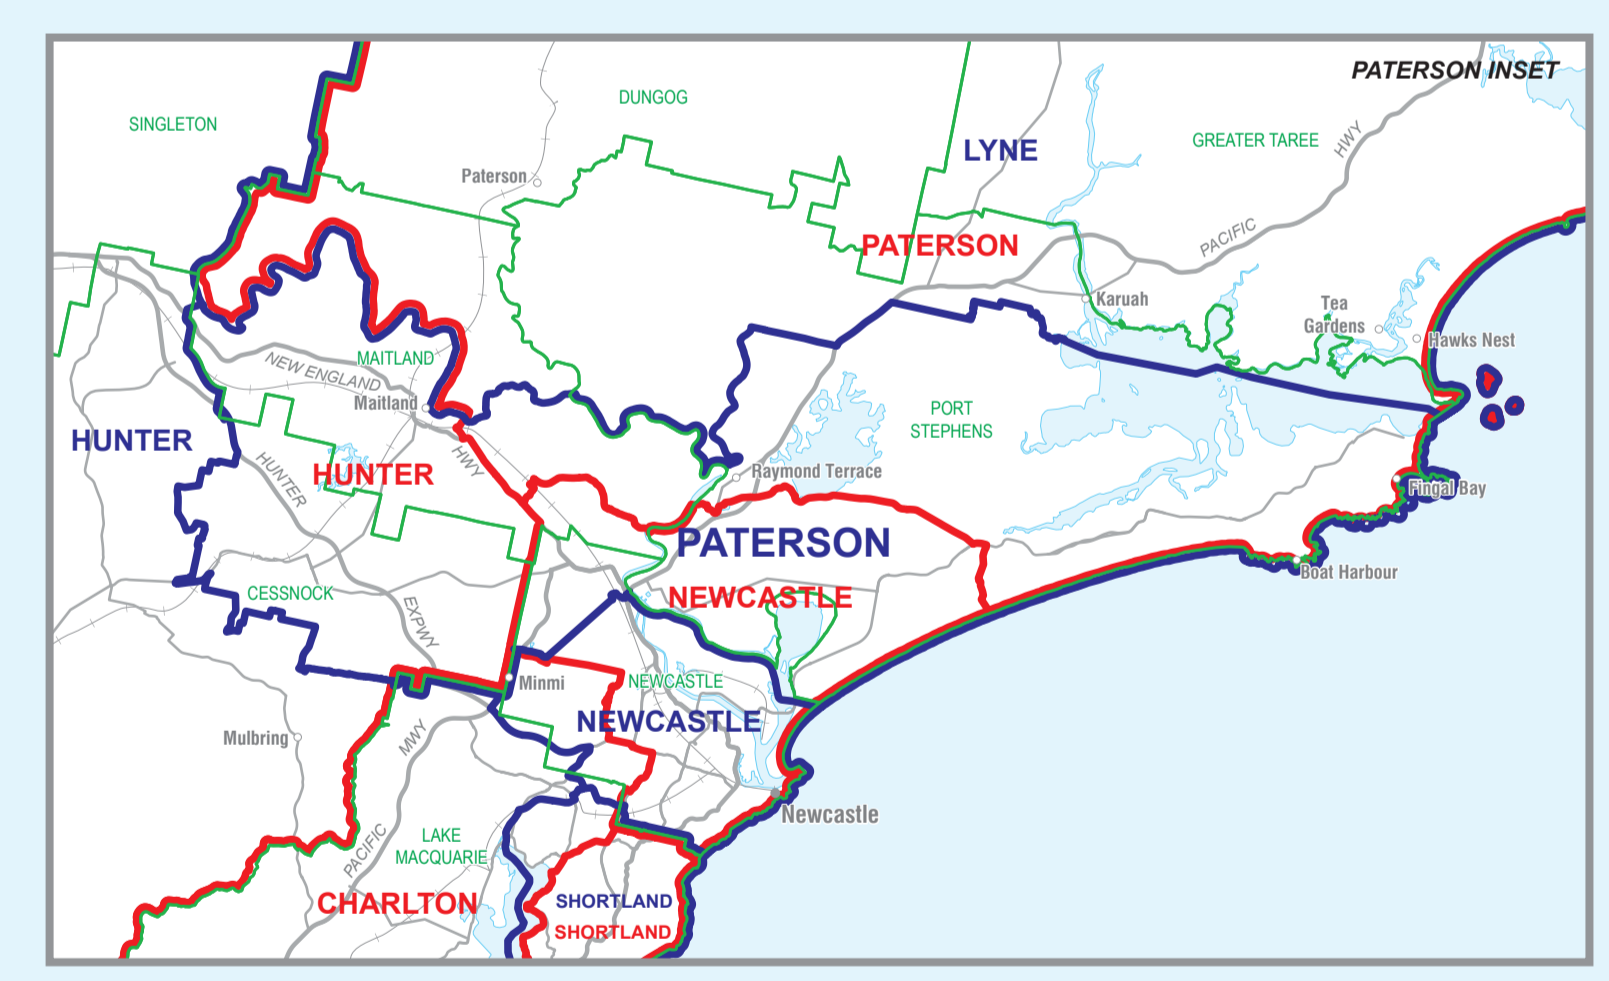 PATERSON INSET
DUNGOG
SINGLETON
HWY
GREATER TAREE
LYNE
Paterson
PACIFIC
PATERSON
Karuah
Tea
Gardens
Hawks Nest
MAITLAND
NEW ENGLAND
Maitland
HWY
PORT
STEPHENS
HUNTER
HUNTER
HUNTER
Raymond Terrace
Fingal Bay
PATERSON
Boat Harbour
CESSNOCK
NEWCASTLE
EXPWY
Minmi
NEWCASTLE
NEWCASTLE
Mulbring
MWY
PACIFIC
Newcastle
LAKE
MACQUARIE
CHARLTON
SHORTLAND
SHORTLAND